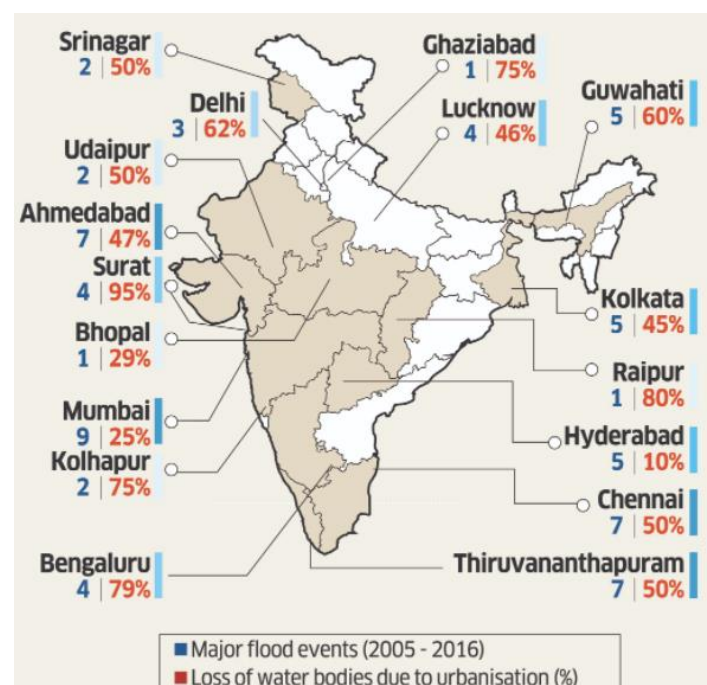 Srinagar
2 | 50%
Ghaziabad
1 | 75%
Guwahati
5 | 60%
Delhi
3 | 62%
Lucknow
4 | 46%
Udaipur
2 | 50%
Ahmedabad
7 | 47%
Surat
4 | 95%
Kolkata
5 | 45%
Bhopal
1 | 29%
Raipur
1 | 80%
Mumbai
9 | 25%
Hyderabad
5 | 10%
Kolhapur
2 | 75%
Chennai
7 | 50%
Bengaluru
4 | 79%
Thiruvananthapuram
7 | 50%
Major flood events (2005 - 2016)
Loss of water bodies due to urbanisation (%)